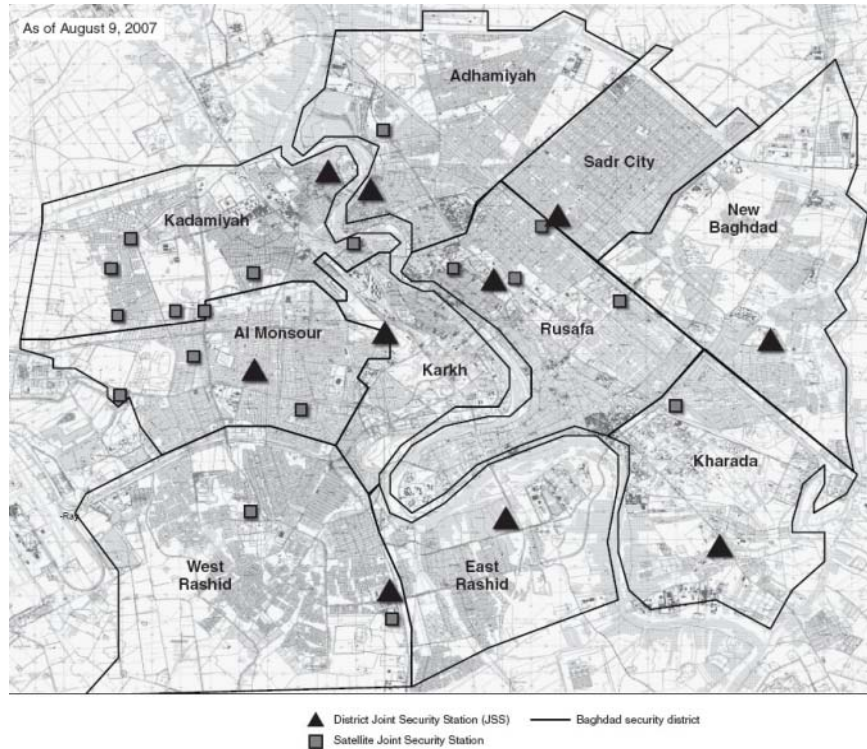 As of August 9, 2007
Adhamiyah
Sadr City
Kadamiyah
New
Baghdad
Al Monsour
Rusafa
Karkh
Kharada
-Ray
West
Rashid
East
Rashid
District Joint Security Station (JSS)
Baghdad security district
Satellite Joint Security Station